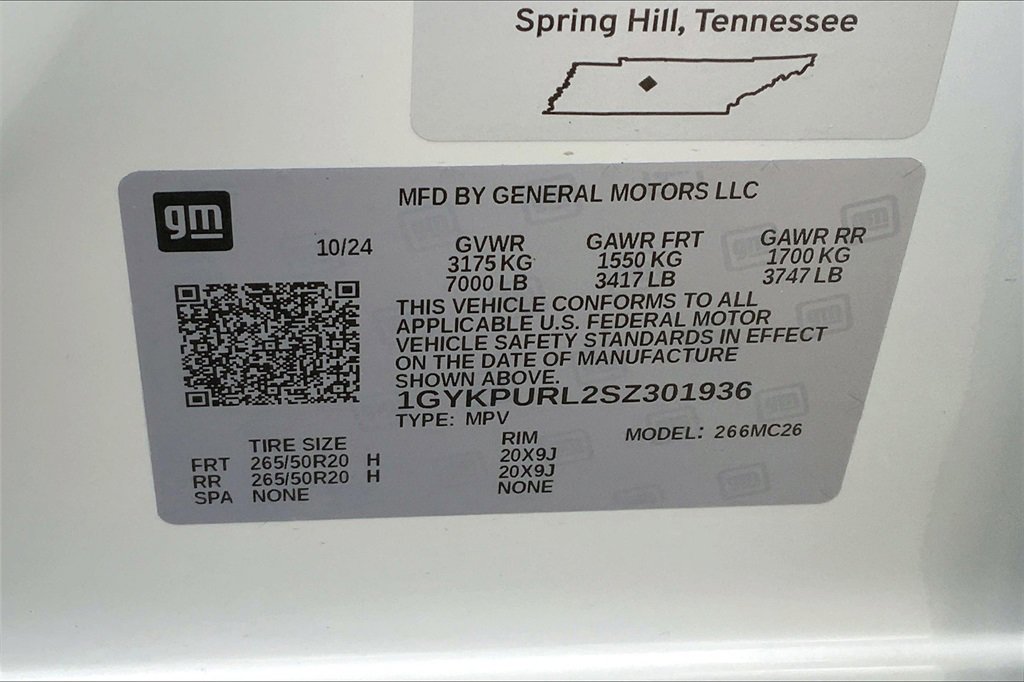 Spring Hill, Tennessee
gm
MFD BY GENERAL MOTORS LLC
10/24
GVWR GAWR FRT GAWR RR
3175 KG 1550 KG 1700 KG
7000 LB 3417 LB 3747 LB
THIS VEHICLE CONFORMS TO ALL
APPLICABLE U.S. FEDERAL MOTOR
VEHICLE SAFETY STANDARDS IN EFFECT
ON THE DATE OF MANUFACTURE
SHOWN ABOVE.
1GYKPURL2SZ301936
TYPE: MPV MODEL: 266MC26
TIRE SIZE RIM
FRT 265/50R20 H 20X9J
RR 265/50R20 H 20X9J
SPA NONE NONE